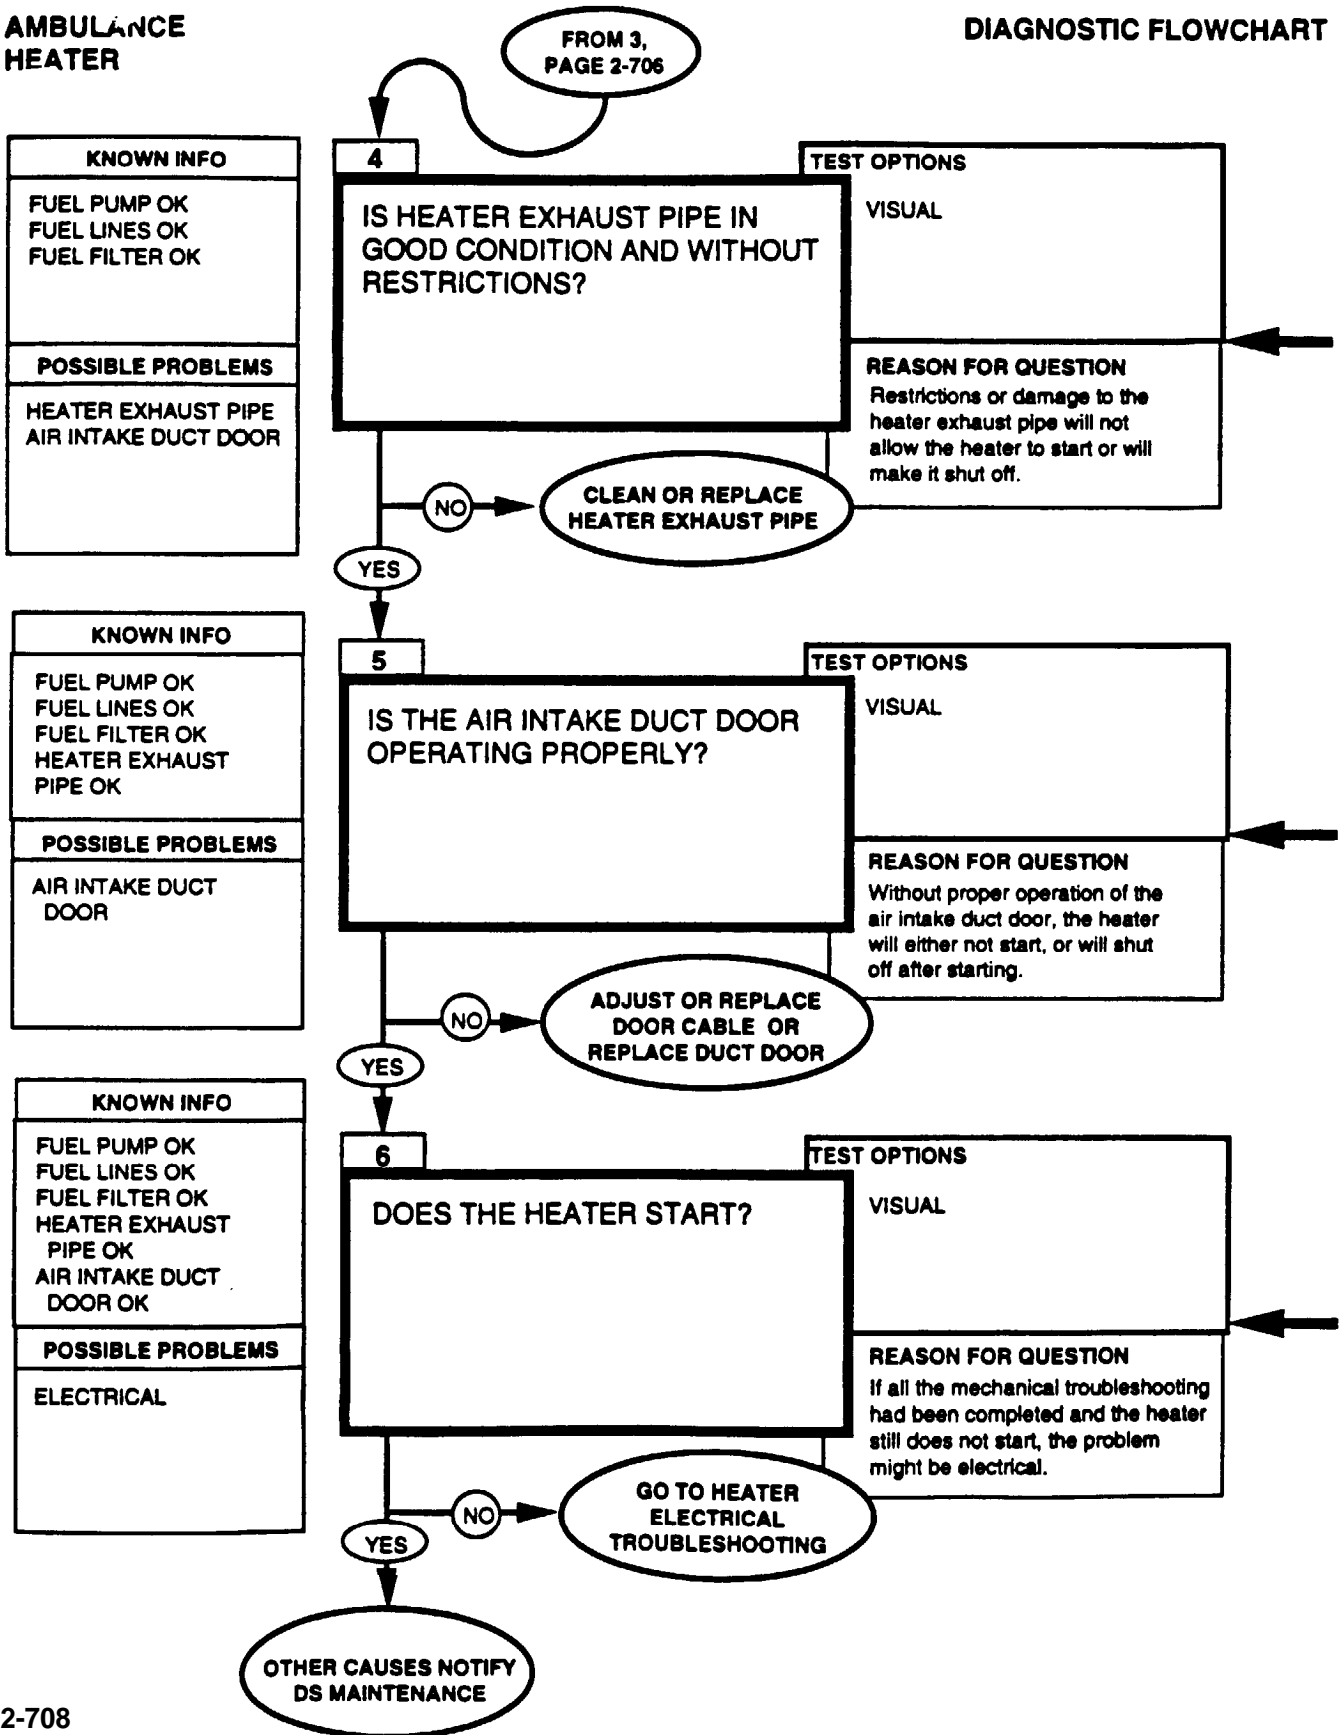 AMBULANCE
HEATER
DIAGNOSTIC FLOWCHART
FROM 3,
PAGE 2-706
KNOWN INFO
FUEL PUMP OK
FUEL LINES OK
FUEL FILTER OK
POSSIBLE PROBLEMS
HEATER EXHAUST PIPE
AIR INTAKE DUCT DOOR
4
IS HEATER EXHAUST PIPE IN
GOOD CONDITION AND WITHOUT
RESTRICTIONS?
TEST OPTIONS
VISUAL
REASON FOR QUESTION
Restrictions or damage to the
heater exhaust pipe will not
allow the heater to start or will
make it shut off.
NO
CLEAN OR REPLACE
HEATER EXHAUST PIPE
YES
KNOWN INFO
FUEL PUMP OK
FUEL LINES OK
FUEL FILTER OK
HEATER EXHAUST
PIPE OK
POSSIBLE PROBLEMS
AIR INTAKE DUCT
DOOR
5
IS THE AIR INTAKE DUCT DOOR
OPERATING PROPERLY?
TEST OPTIONS
VISUAL
REASON FOR QUESTION
Without proper operation of the
air intake duct door, the heater
will either not start, or will shut
off after starting.
NO
ADJUST OR REPLACE
DOOR CABLE OR
REPLACE DUCT DOOR
YES
KNOWN INFO
FUEL PUMP OK
FUEL LINES OK
FUEL FILTER OK
HEATER EXHAUST
PIPE OK
AIR INTAKE DUCT
DOOR OK
POSSIBLE PROBLEMS
ELECTRICAL
6
DOES THE HEATER START?
TEST OPTIONS
VISUAL
REASON FOR QUESTION
If all the mechanical troubleshooting
had been completed and the heater
still does not start, the problem
might be electrical.
NO
GO TO HEATER
ELECTRICAL
TROUBLESHOOTING
YES
OTHER CAUSES NOTIFY
DS MAINTENANCE
2-708